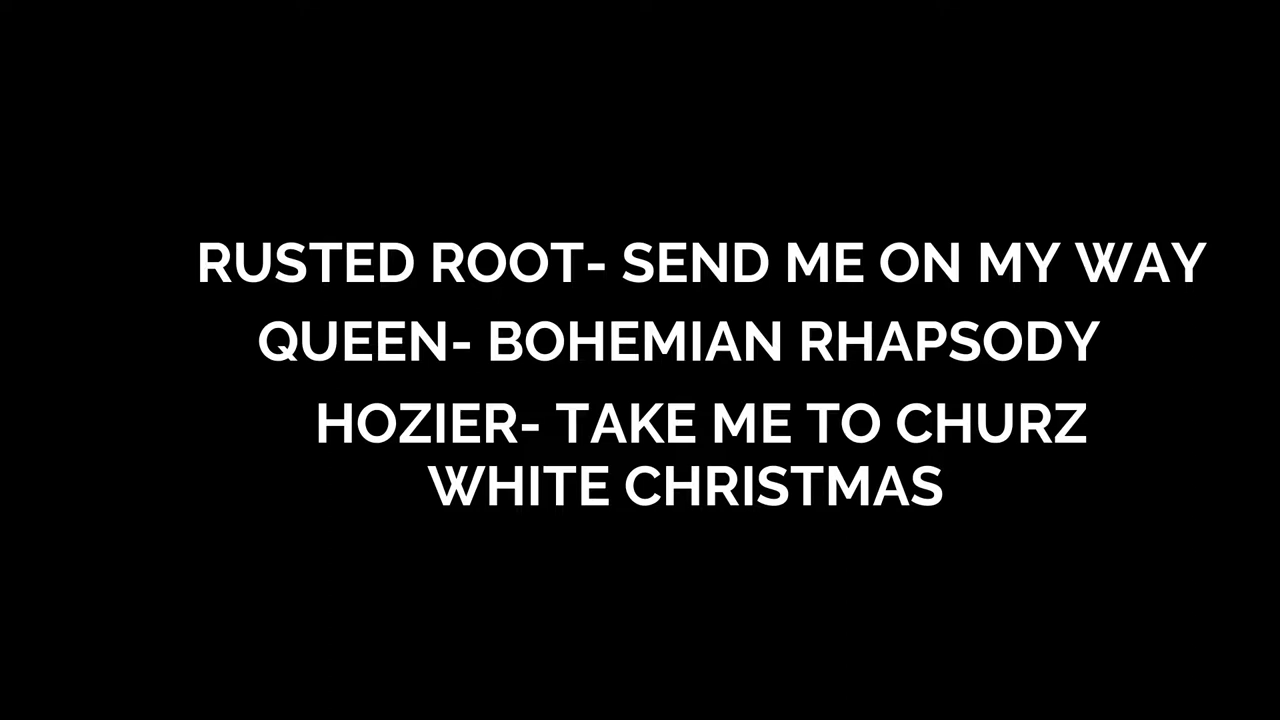 RUSTED ROOT- SEND ME ON MY WAY
QUEEN- BOHEMIAN RHAPSODY
HOZIER- TAKE ME TO CHURZ
WHITE CHRISTMAS